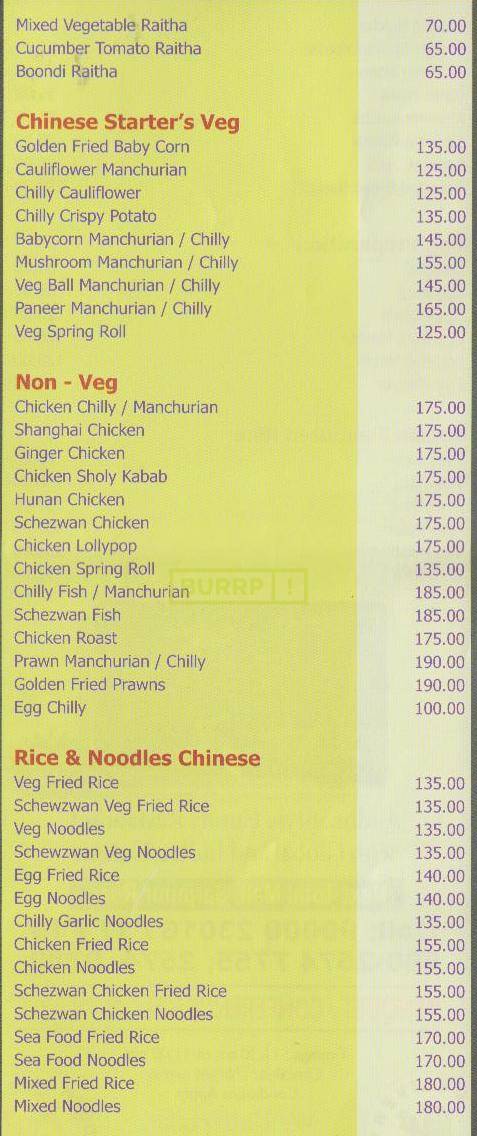 Mixed Vegetable Raitha 70.00
Cucumber Tomato Raitha 65.00
Boondi Raitha 65.00
Chinese Starter's Veg
Golden Fried Baby Corn 135.00
Cauliflower Manchurian 125.00
Chilly Cauliflower 125.00
Chilly Crispy Potato 135.00
Babycorn Manchurian / Chilly 145.00
Mushroom Manchurian / Chilly 155.00
Veg Ball Manchurian / Chilly 145.00
Paneer Manchurian / Chilly 165.00
Veg Spring Roll 125.00
Non - Veg
Chicken Chilly / Manchurian 175.00
Shanghai Chicken 175.00
Ginger Chicken 175.00
Chicken Sholy Kabab 175.00
Hunan Chicken 175.00
Schezwan Chicken 175.00
Chicken Lollypop 175.00
Chicken Spring Roll 135.00
BURRP !
Chilly Fish / Manchurian 185.00
Schezwan Fish 185.00
Chicken Roast 175.00
Prawn Manchurian / Chilly 190.00
Golden Fried Prawns 190.00
Egg Chilly 100.00
Rice & Noodles Chinese
Veg Fried Rice 135.00
Schewzwan Veg Fried Rice 135.00
Veg Noodles 135.00
Schewzwan Veg Noodles 135.00
Egg Fried Rice 140.00
Egg Noodles 140.00
Chilly Garlic Noodles 135.00
Chicken Fried Rice 155.00
Chicken Noodles 155.00
Schezwan Chicken Fried Rice 155.00
Schezwan Chicken Noodles 155.00
Sea Food Fried Rice 170.00
Sea Food Noodles 170.00
Mixed Fried Rice 180.00
Mixed Noodles 180.00